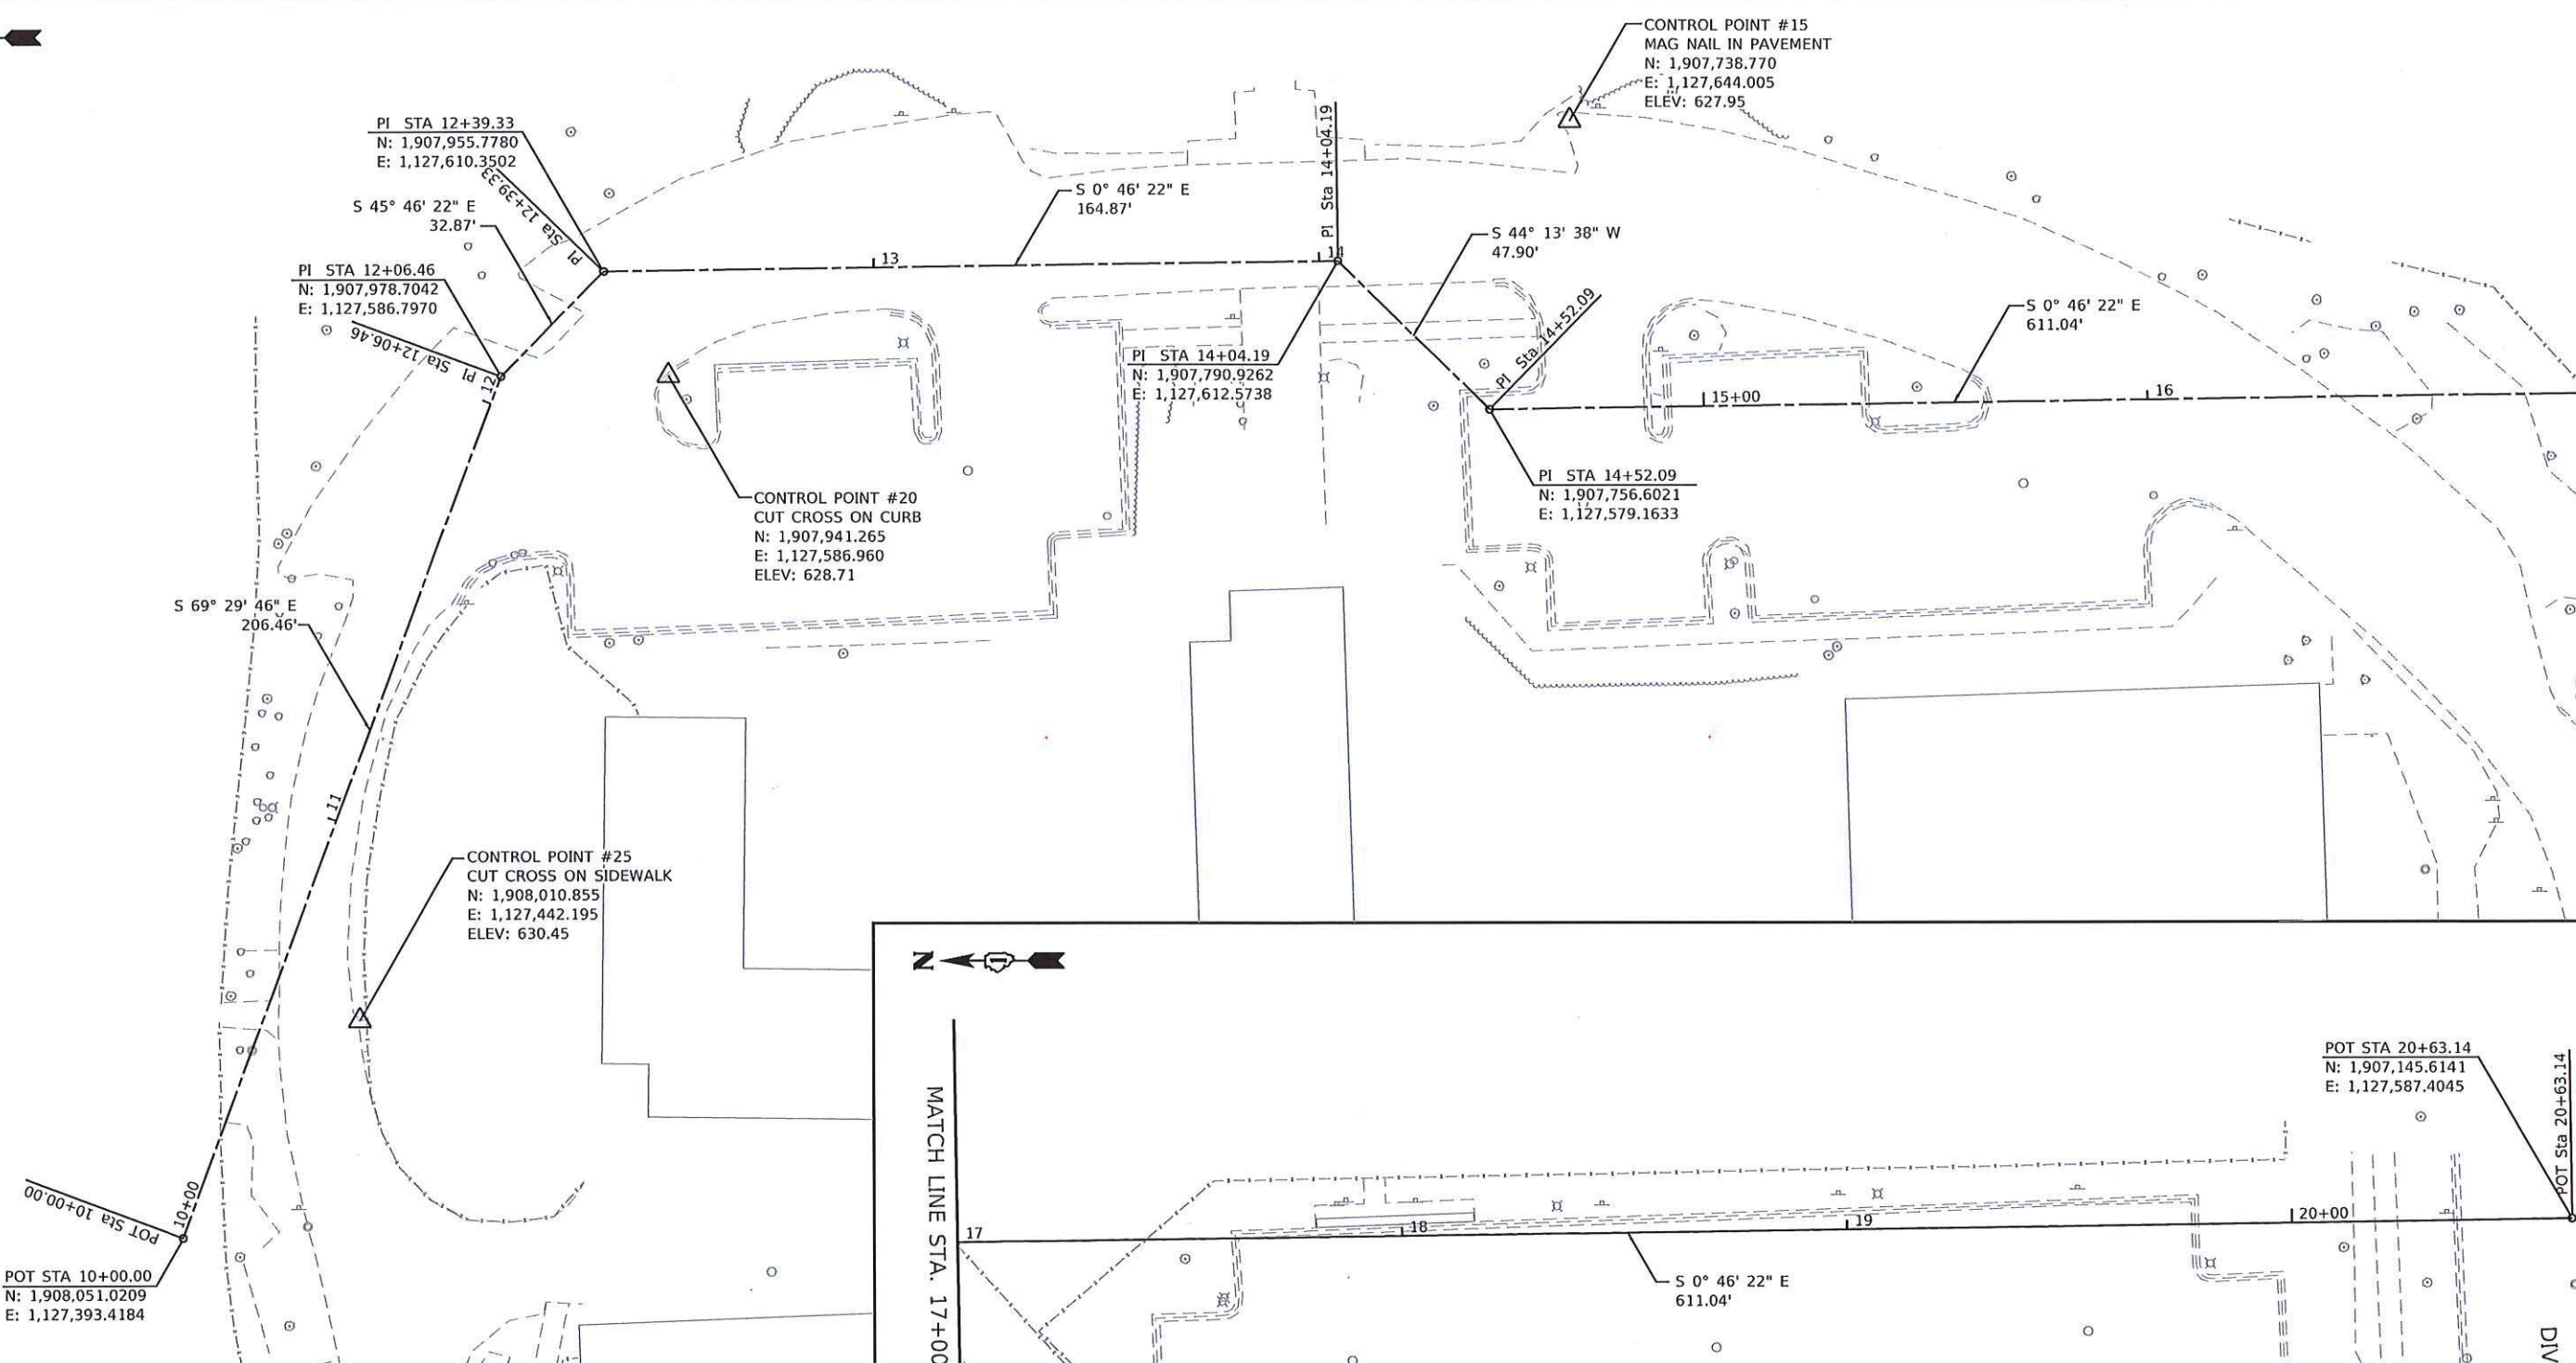 CONTROL POINT #15
MAG NAIL IN PAVEMENT
N: 1,907,738.770
E: 1,127,644.005
ELEV: 627.95
PI STA 12+39.33
N: 1,907,955.7780
E: 1,127,610.3502
PI Sta 12+39.33
S 45° 46' 22" E
32.87'
PI STA 12+06.46
N: 1,907,978.7042
E: 1,127,586.7970
PI Sta 12+06.46
12
S 0° 46' 22" E
164.87'
13
PI Sta 14+04.19
14
S 44° 13' 38" W
47.90'
PI STA 14+04.19
N: 1,907,790.9262
E: 1,127,612.5738
PI Sta 14+52.09
S 0° 46' 22" E
611.04'
15+00
16
PI STA 14+52.09
N: 1,907,756.6021
E: 1,127,579.1633
CONTROL POINT #20
CUT CROSS ON CURB
N: 1,907,941.265
E: 1,127,586.960
ELEV: 628.71
S 69° 29' 46" E
206.46'
11
CONTROL POINT #25
CUT CROSS ON SIDEWALK
N: 1,908,010.855
E: 1,127,442.195
ELEV: 630.45
10+00
POT Sta 10+00.00
POT STA 10+00.00
N: 1,908,051.0209
E: 1,127,393.4184
N
MATCH LINE STA. 17+00
17
18
19
20+00
S 0° 46' 22" E
611.04'
POT STA 20+63.14
N: 1,907,145.6141
E: 1,127,587.4045
POT Sta 20+63.14
DIV